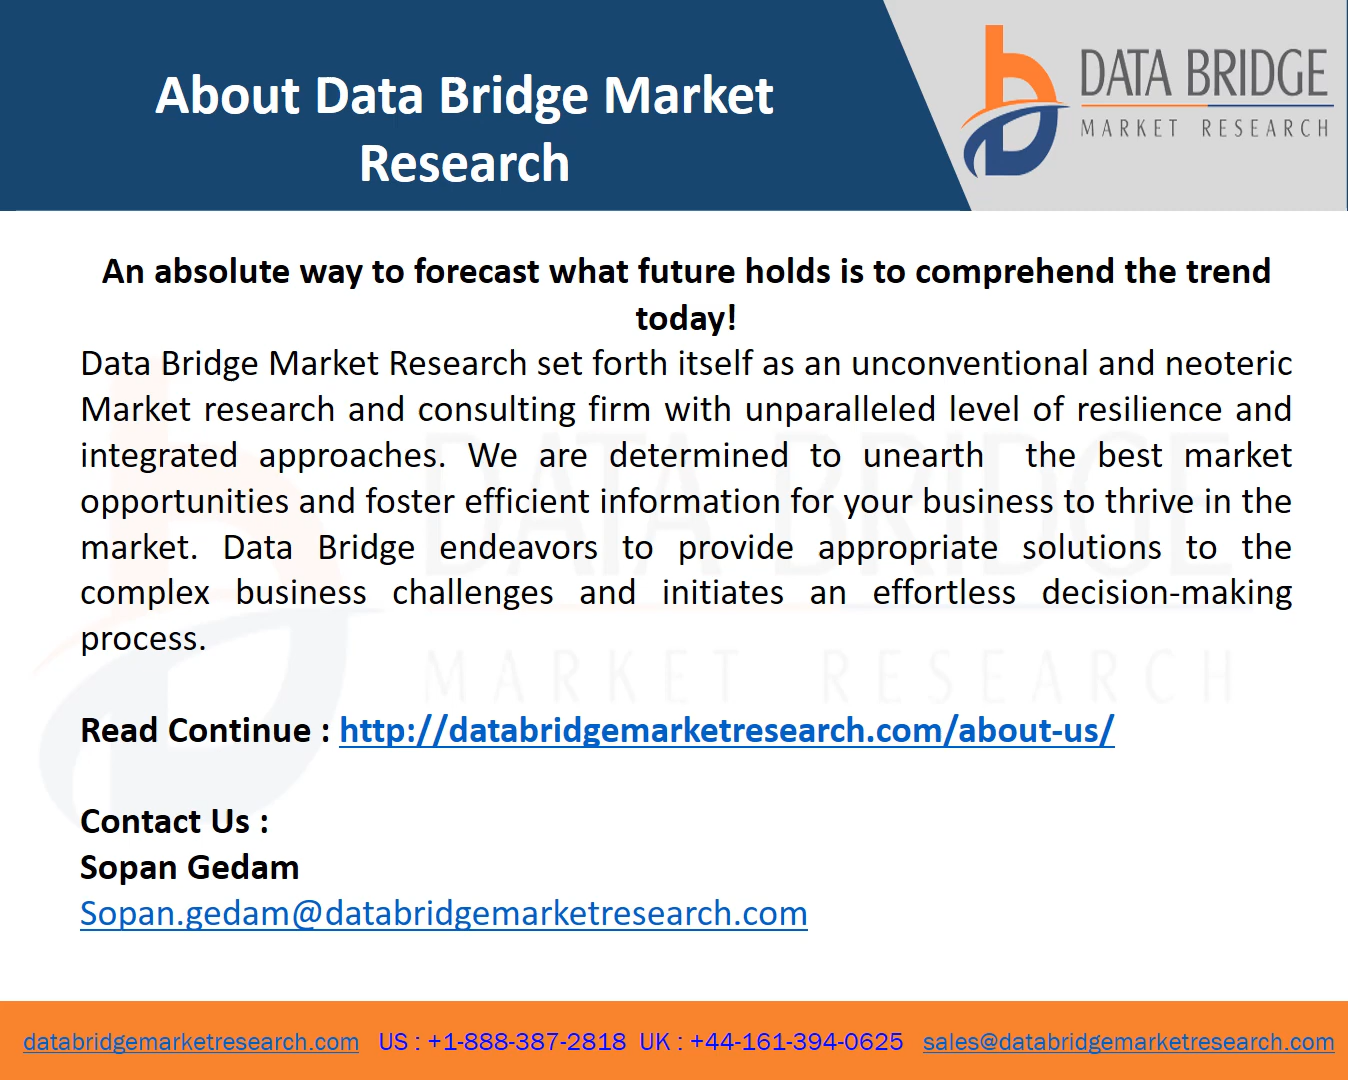 About Data Bridge Market
Research
DATA BRIDGE
MARKET RESEARCH
An absolute way to forecast what future holds is to comprehend the trend
today!
Data Bridge Market Research set forth itself as an unconventional and neoteric
Market research and consulting firm with unparalleled level of resilience and
integrated approaches. We are determined to unearth the best market
opportunities and foster efficient information for your business to thrive in the
market. Data Bridge endeavors to provide appropriate solutions to the
complex business challenges and initiates an effortless decision-making
process.
DATA BRIDGE
MARKET RESEARCH
Read Continue : http://databridgemarketresearch.com/about-us/
Contact Us :
Sopan Gedam
Sopan.gedam@databridgemarketresearch.com
databridgemarketresearch.com US : +1-888-387-2818 UK : +44-161-394-0625 sales@databridgemarketresearch.com